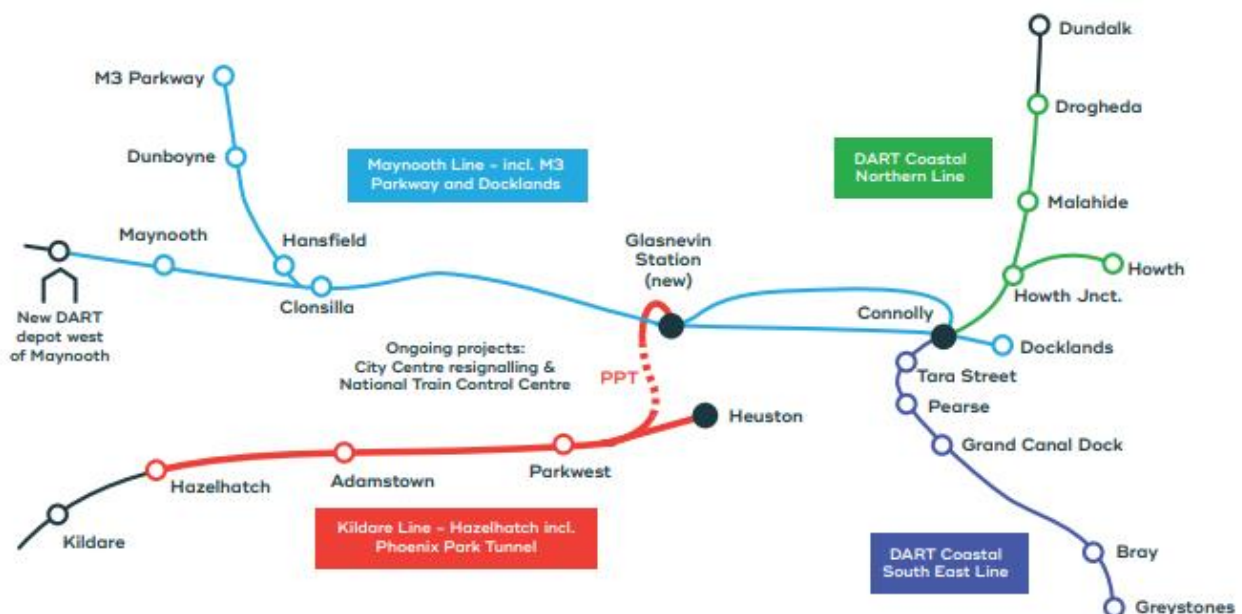 Dundalk
M3 Parkway
Drogheda
Dunboyne
Maynooth Line - incl. M3
Parkway and Docklands
DART Coastal
Northern Line
Malahide
Maynooth
Hansfield
Glasnevin
Station
(new)
Howth
Howth Jnct.
Clonsilla
Connolly
New DART
depot west
of Maynooth
Docklands
Ongoing projects:
City Centre resignalling &
National Train Control Centre
PPT
Tara Street
Pearse
Heuston
Grand Canal Dock
Parkwest
Adamstown
Hazelhatch
Kildare
Kildare Line - Hazelhatch incl.
Phoenix Park Tunnel
DART Coastal
South East Line
Bray
Greystones